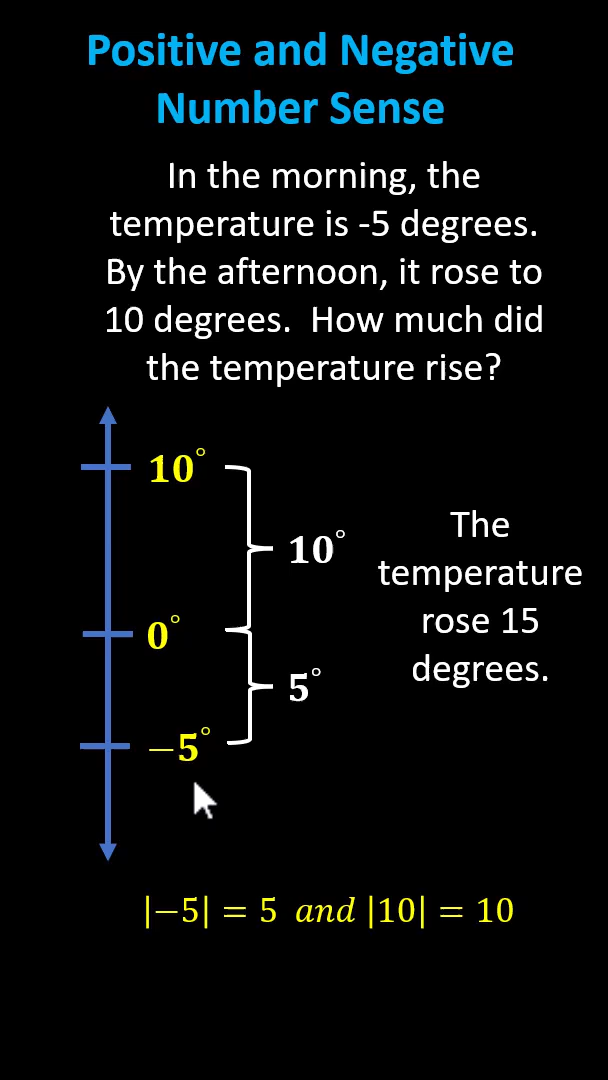 Positive and Negative
Number Sense
In the morning, the
temperature is -5 degrees.
By the afternoon, it rose to
10 degrees.  How much did
the temperature rise?
10°
10°
0°
5°
−5°
The
temperature
rose 15
degrees.
|−5| = 5 and |10| = 10